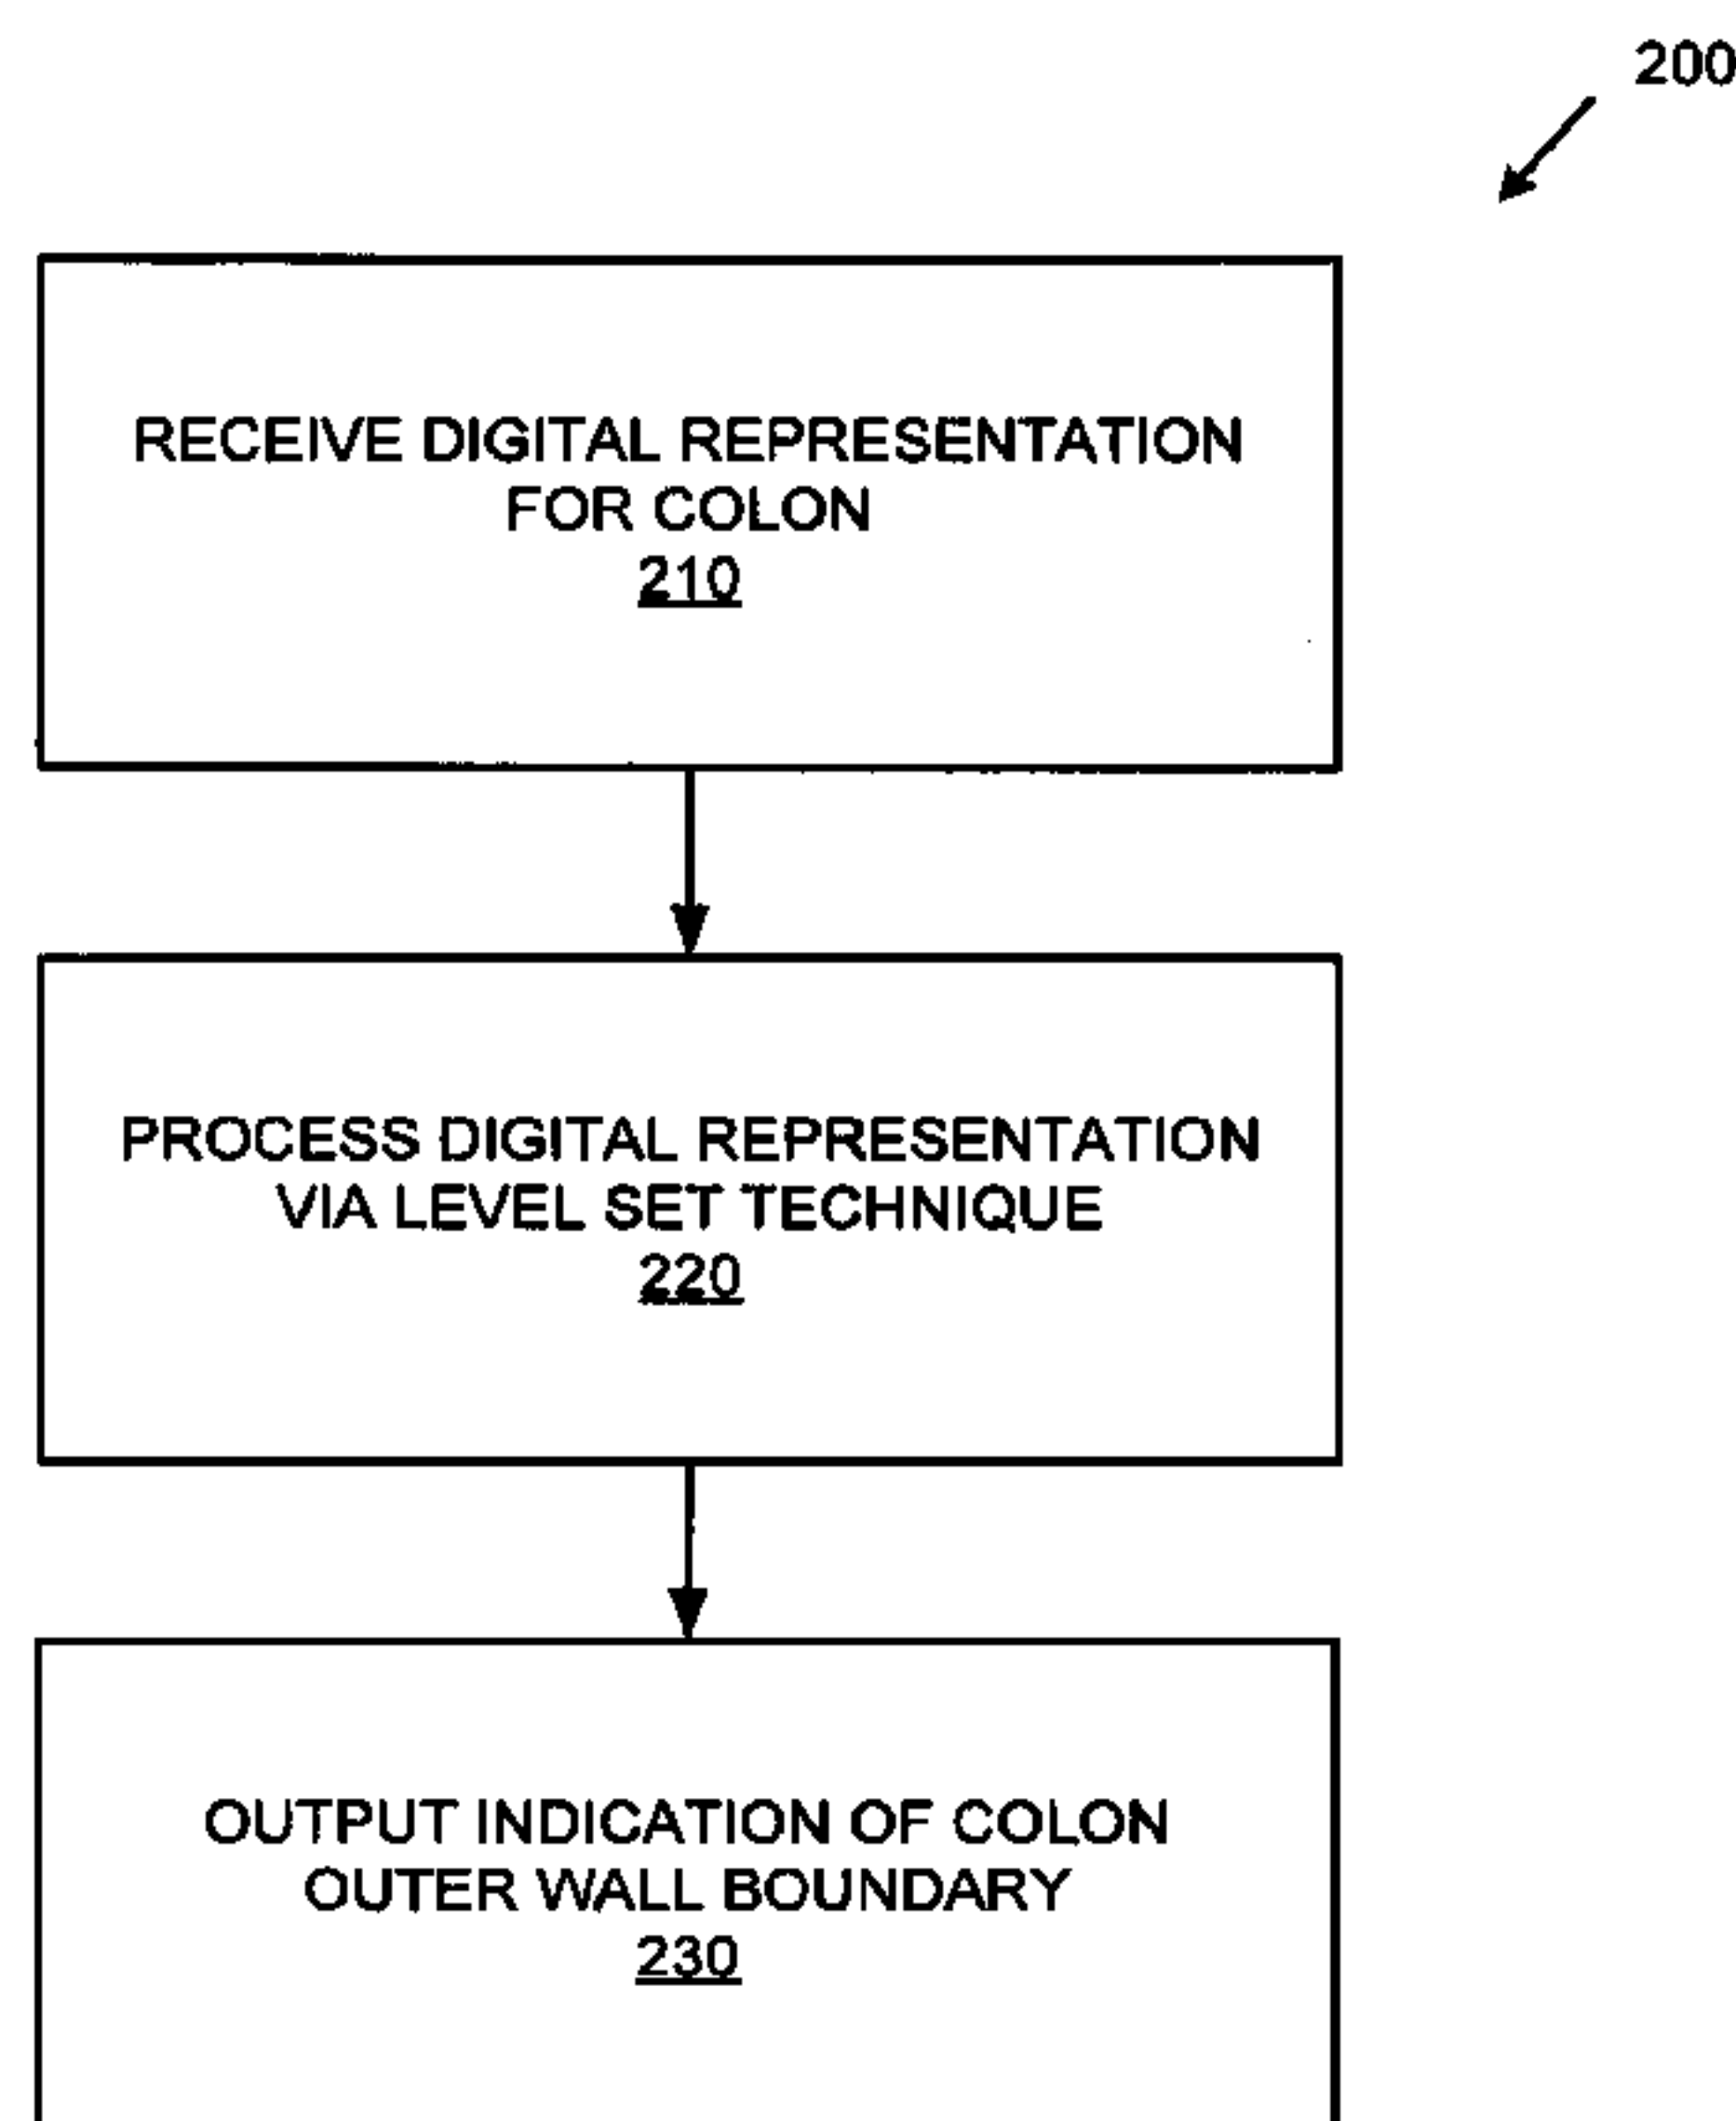 200
RECEIVE DIGITAL REPRESENTATION
FOR COLON
210
PROCESS DIGITAL REPRESENTATION
VIA LEVEL SET TECHNIQUE
220
OUTPUT INDICATION OF COLON
OUTER WALL BOUNDARY
230